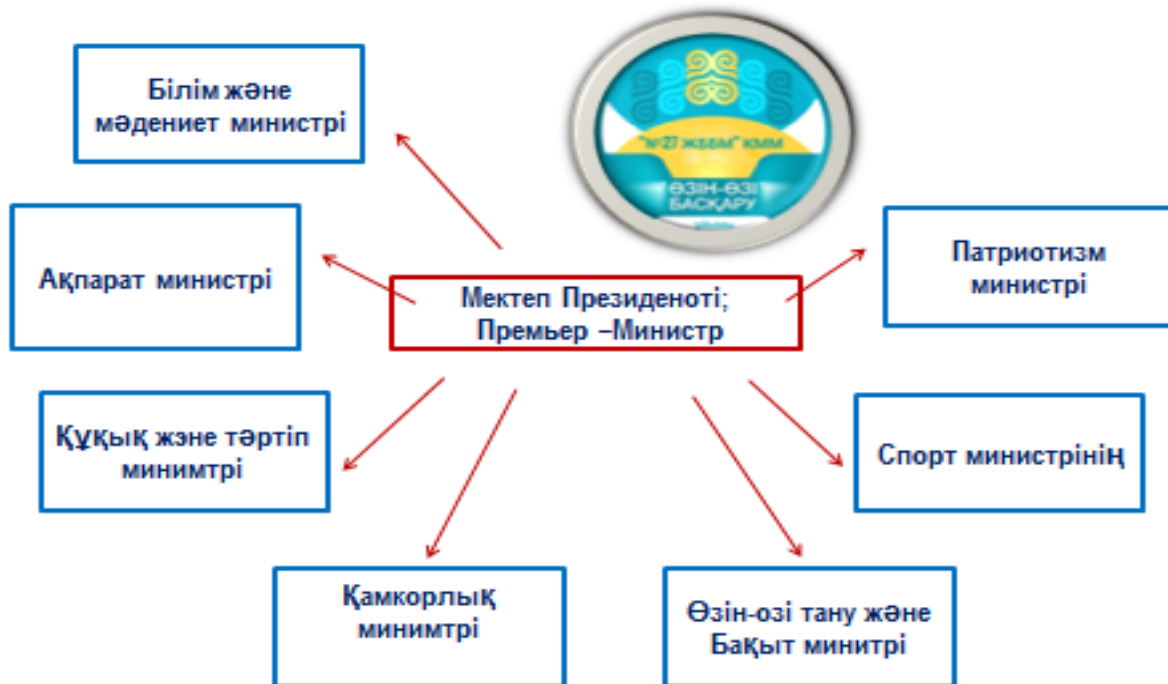 Білім және
мәдениет министрі
"№27 ЖББМ" КММ
ӨЗІН-ӨЗІ
БАСҚАРУ
Ақпарат министрі
Мектеп Президеноті;
Премьер –Министр
Патриотизм
министрі
Құқық жэне тәртіп
минимтрі
Спорт министрінің
Қамкорлық
минимтрі
Өзін-озі тану және
Бақыт минитрі